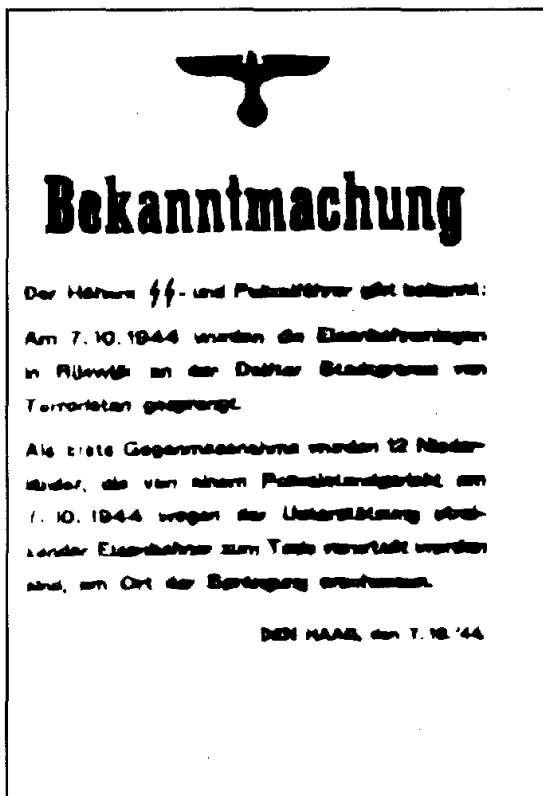 Bekanntmachung
Der Höhere SS- und Polizeiführer gibt bekannt:
Am 7.10.1944 wurden die Eisenbahnanlagen
in Rijswijk an der Delfter Stadtgrenze von
Terroristen gesprengt.
Als erste Gegenmassnahme wurden 12 Nieder-
länder, die von einem Polizeistandgericht am
7.10.1944 wegen der Unterstützung strei-
kender Eisenbahner zum Tode verurteilt worden
sind, am Ort der Sprengung erschossen.
DEN HAAG, den 7.10.'44.